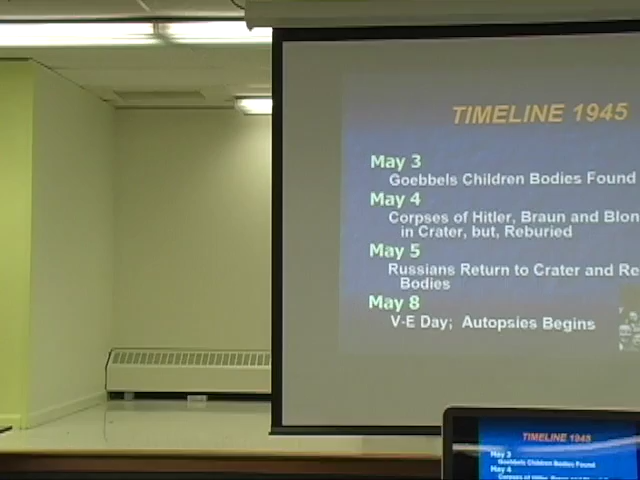 TIMELINE 1945
May 3
Goebbels Children Bodies Found
May 4
Corpses of Hitler, Braun and Blon
in Crater, but, Reburied
May 5
Russians Return to Crater and Re
Bodies
May 8
V-E Day; Autopsies Begins
TIMELINE 1945
May 3
Goebbels Children Bodies Found
May 4